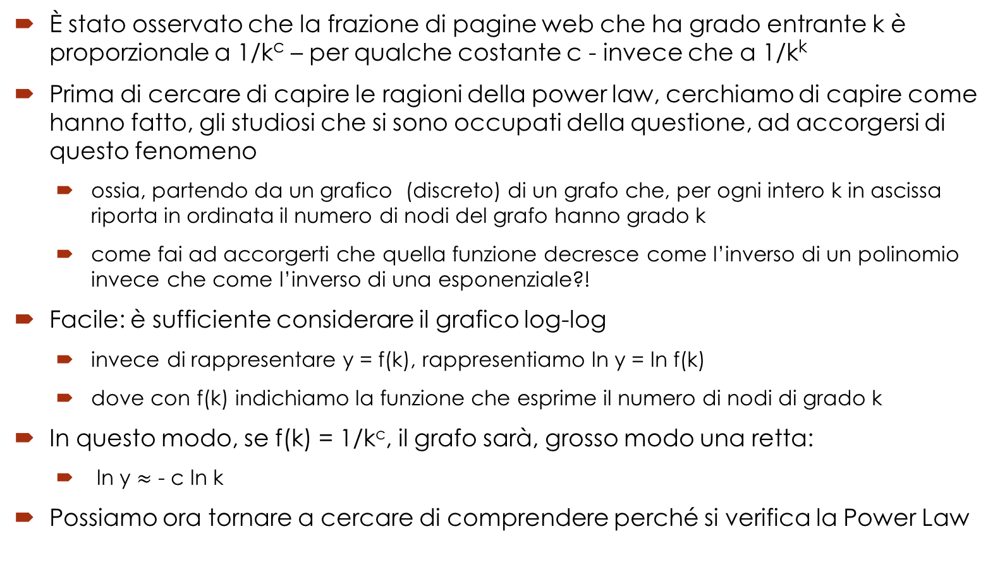 È stato osservato che la frazione di pagine web che ha grado entrante k è
proporzionale a 1/kᶜ – per qualche costante c - invece che a 1/kᵏ
Prima di cercare di capire le ragioni della power law, cerchiamo di capire come
hanno fatto, gli studiosi che si sono occupati della questione, ad accorgersi di
questo fenomeno
ossia, partendo da un grafico (discreto) di un grafo che, per ogni intero k in ascissa
riporta in ordinata il numero di nodi del grafo hanno grado k
come fai ad accorgerti che quella funzione decresce come l’inverso di un polinomio
invece che come l’inverso di una esponenziale?!
Facile: è sufficiente considerare il grafico log-log
invece di rappresentare y = f(k), rappresentiamo ln y = ln f(k)
dove con f(k) indichiamo la funzione che esprime il numero di nodi di grado k
In questo modo, se f(k) = 1/kᶜ, il grafo sarà, grosso modo una retta:
ln y ≈ - c ln k
Possiamo ora tornare a cercare di comprendere perché si verifica la Power Law